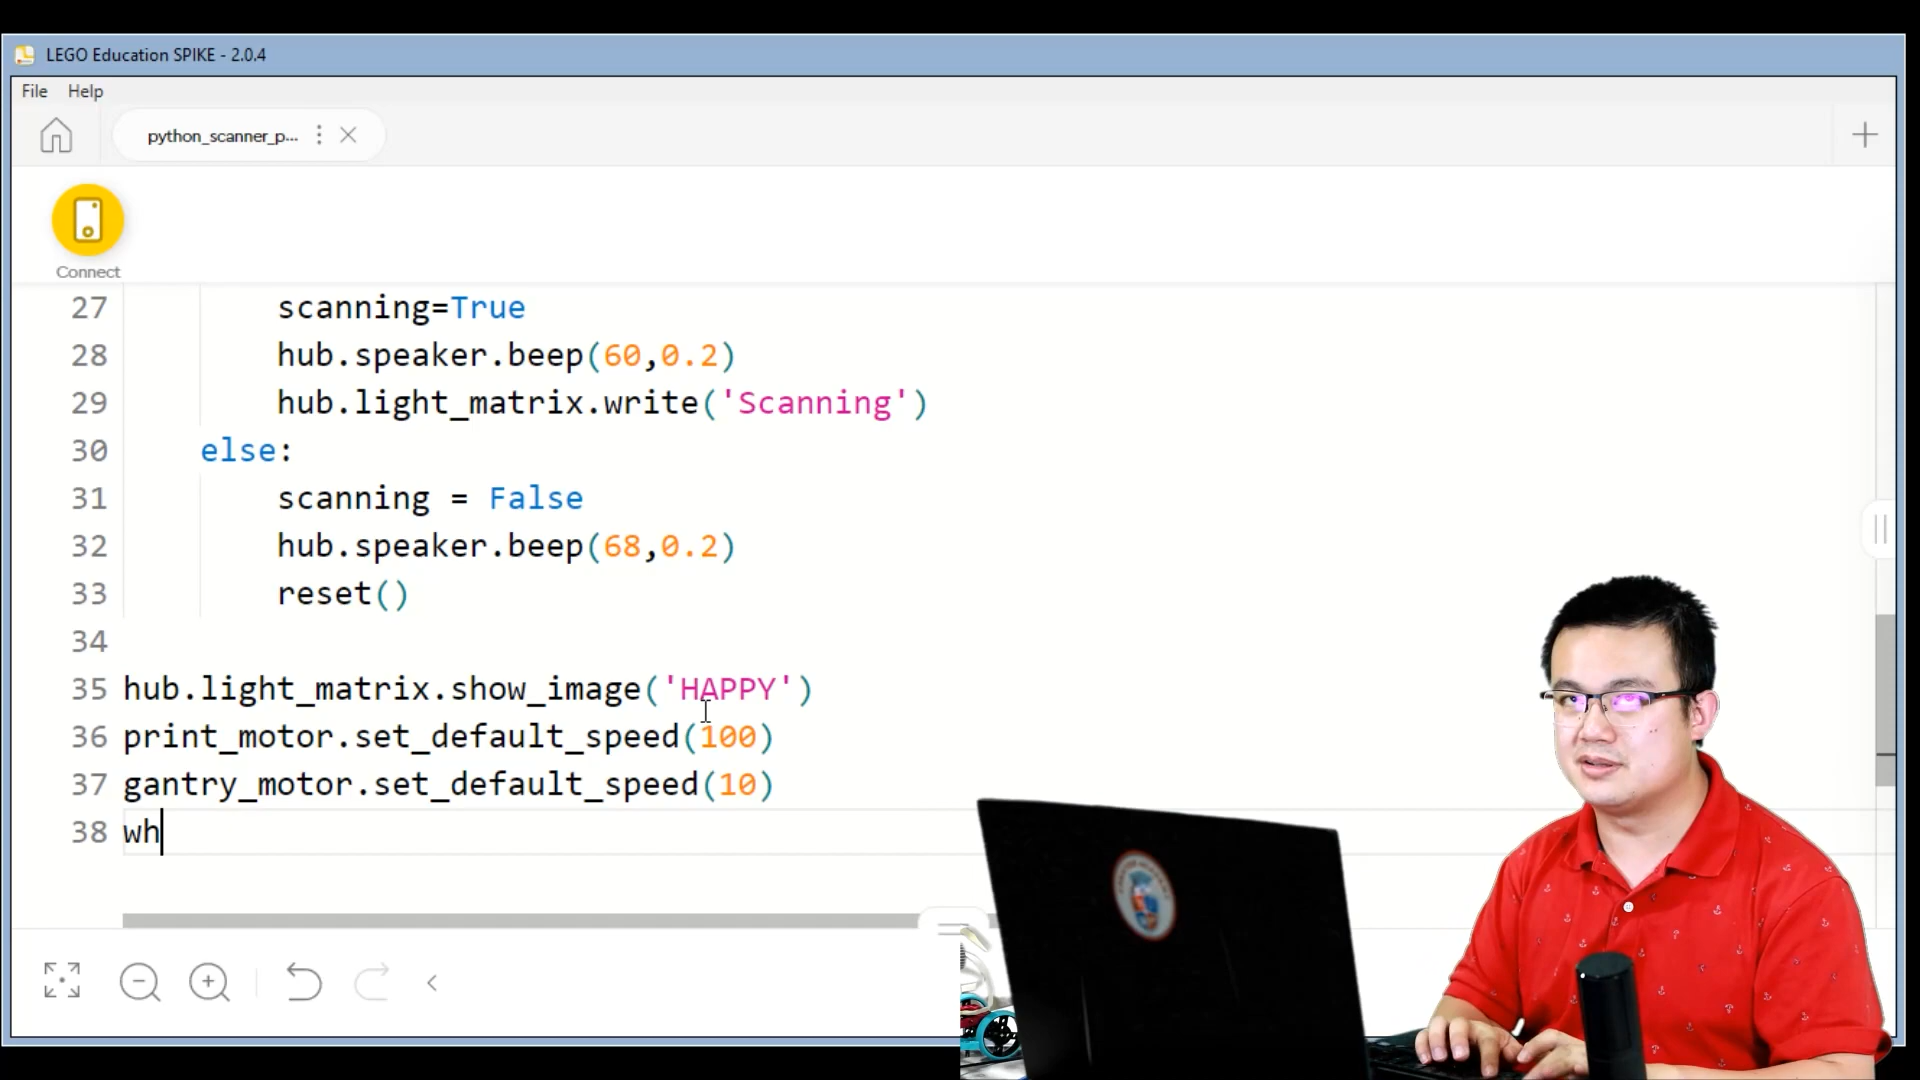 LEGO Education SPIKE - 2.0.4
File Help
python_scanner_p...
Connect
27 scanning=True
28 hub.speaker.beep(60,0.2)
29 hub.light_matrix.write('Scanning')
30 else:
31 scanning = False
32 hub.speaker.beep(68,0.2)
33 reset()
34
35 hub.light_matrix.show_image('HAPPY')
36 print_motor.set_default_speed(100)
37 gantry_motor.set_default_speed(10)
38 wh